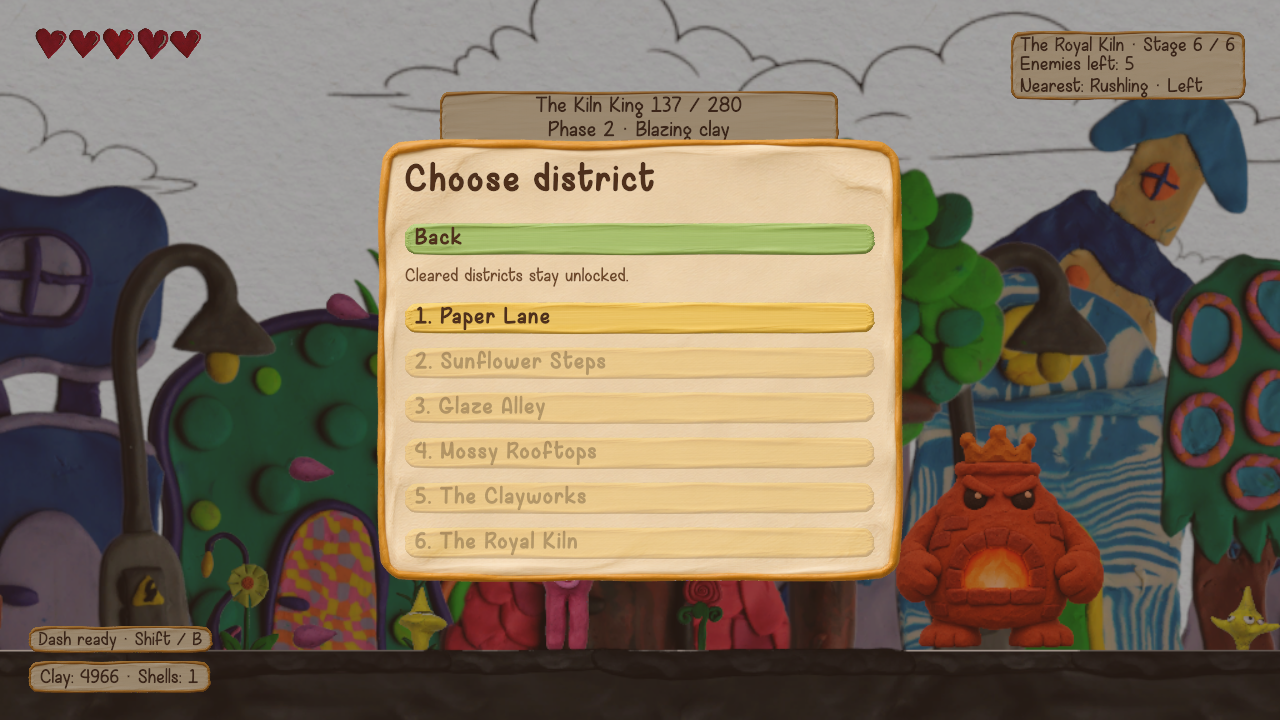 The Royal Kiln · Stage 6 / 6
Enemies left: 5
Nearest: Rushling · Left
The Kiln King 137 / 280
Phase 2 · Blazing clay
Choose district
Back
Cleared districts stay unlocked.
1. Paper Lane
2. Sunflower Steps
3. Glaze Alley
4. Mossy Rooftops
5. The Clayworks
6. The Royal Kiln
Dash ready · Shift / B
Clay: 4966 · Shells: 1